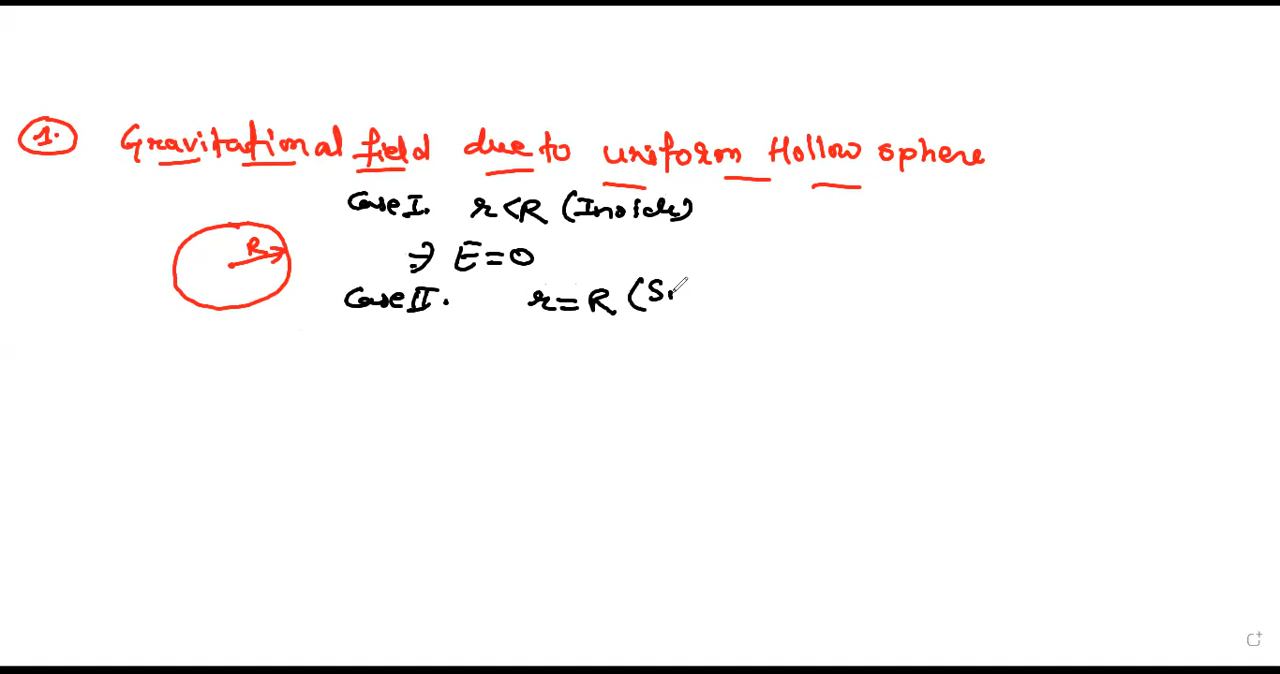 1. Gravitational field due to uniform Hollow sphere
Case I. r < R (Inside)
R
⇒ E = 0
Case II. r = R (S